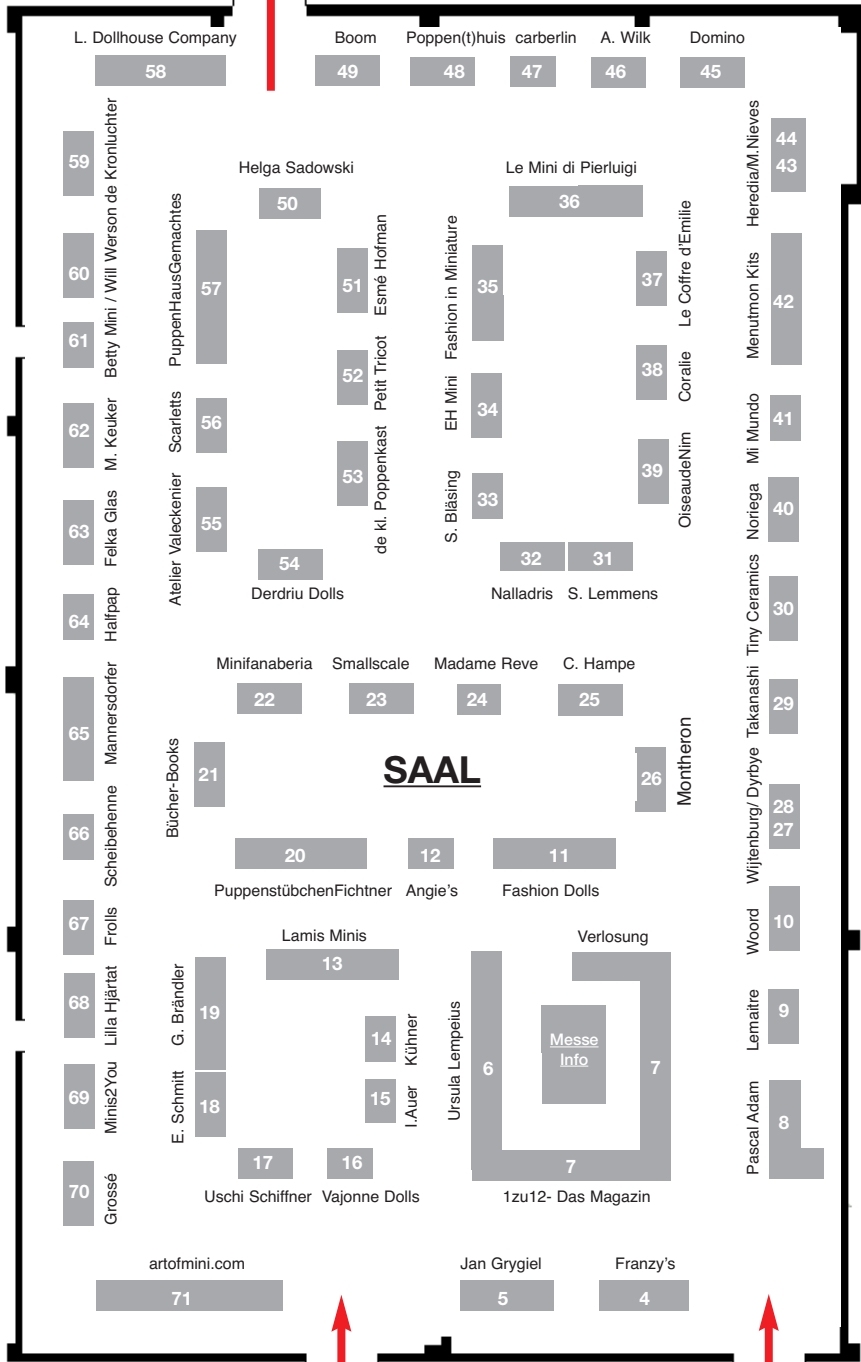 L. Dollhouse Company
58
Boom
49
Poppen(t)huis
48
carberlin
47
A. Wilk
46
Domino
45
59
60
61
Betty Mini / Will Werson de Kronluchter
62
M. Keuker
63
Felka Glas
64
Halfpap
65
Mannersdorfer
66
Scheibehenne
67
Frolls
68
Lilla Hjärtat
69
Minis2You
70
Grossé
Helga Sadowski
50
PuppenHausGemachtes
57
51
Esmé Hofman
52
Petit Tricot
Scarletts
56
53
de kl. Poppenkast
Atelier Valeckenier
55
54
Derdriu Dolls
Le Mini di Pierluigi
36
Fashion in Miniature
35
37
Le Coffre d'Emilie
EH Mini
34
38
Coralie
S. Bläsing
33
39
OiseaudeNim
32
31
Nalladris
S. Lemmens
Heredia/M.Nieves
44
43
Menutmon Kits
42
Mi Mundo
41
Noriega
40
Tiny Ceramics
30
Takanashi
29
Wijtenburg/ Dyrbye
28
27
Woord
10
Lemaitre
9
Pascal Adam
8
Minifanaberia
22
Smallscale
23
Madame Reve
24
C. Hampe
25
Bücher-Books
21
SAAL
26
Montheron
20
PuppenstübchenFichtner
12
Angie's
11
Fashion Dolls
Lamis Minis
13
G. Brändler
19
14
Kühner
E. Schmitt
18
15
I.Auer
17
Uschi Schiffner
16
Vajonne Dolls
Verlosung
Ursula Lempeius
6
Messe
Info
7
7
1zu12- Das Magazin
artofmini.com
71
Jan Grygiel
5
Franzy's
4